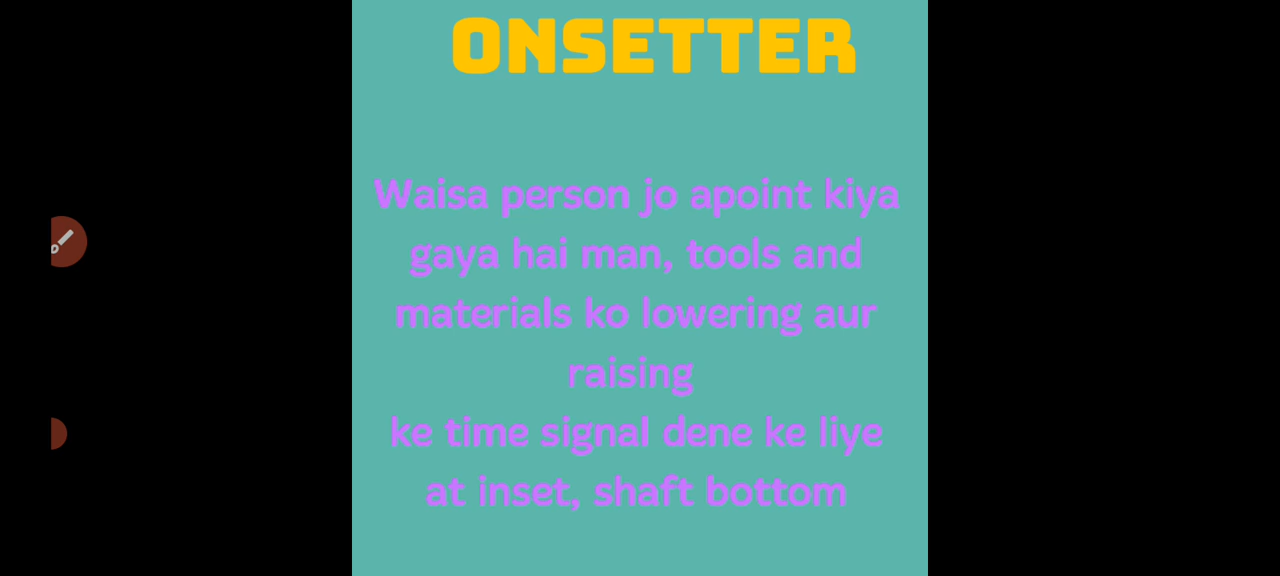 ONSETTER
Waisa person jo apoint kiya
gaya hai man, tools and
materials ko lowering aur
raising
ke time signal dene ke liye
at inset, shaft bottom